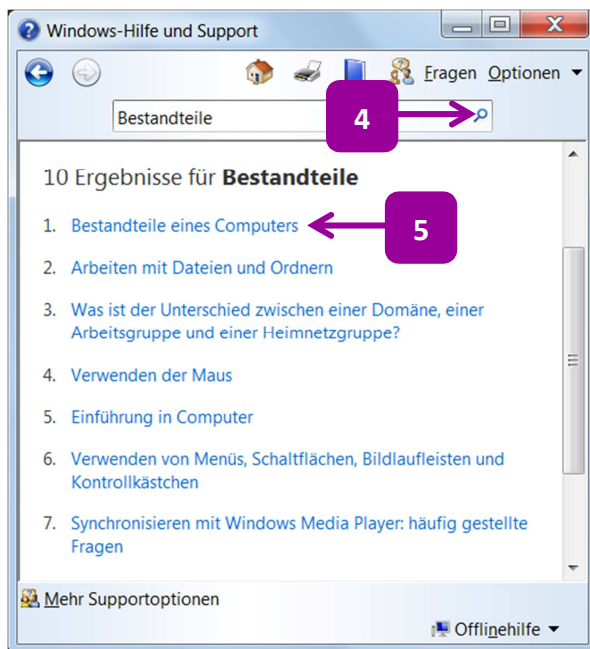 Windows-Hilfe und Support
Fragen Optionen
Bestandteile
4
10 Ergebnisse für Bestandteile
1. Bestandteile eines Computers
5
2. Arbeiten mit Dateien und Ordnern
3. Was ist der Unterschied zwischen einer Domäne, einer
Arbeitsgruppe und einer Heimnetzgruppe?
4. Verwenden der Maus
5. Einführung in Computer
6. Verwenden von Menüs, Schaltflächen, Bildlaufleisten und
Kontrollkästchen
7. Synchronisieren mit Windows Media Player: häufig gestellte
Fragen
Mehr Supportoptionen
Offlinehilfe